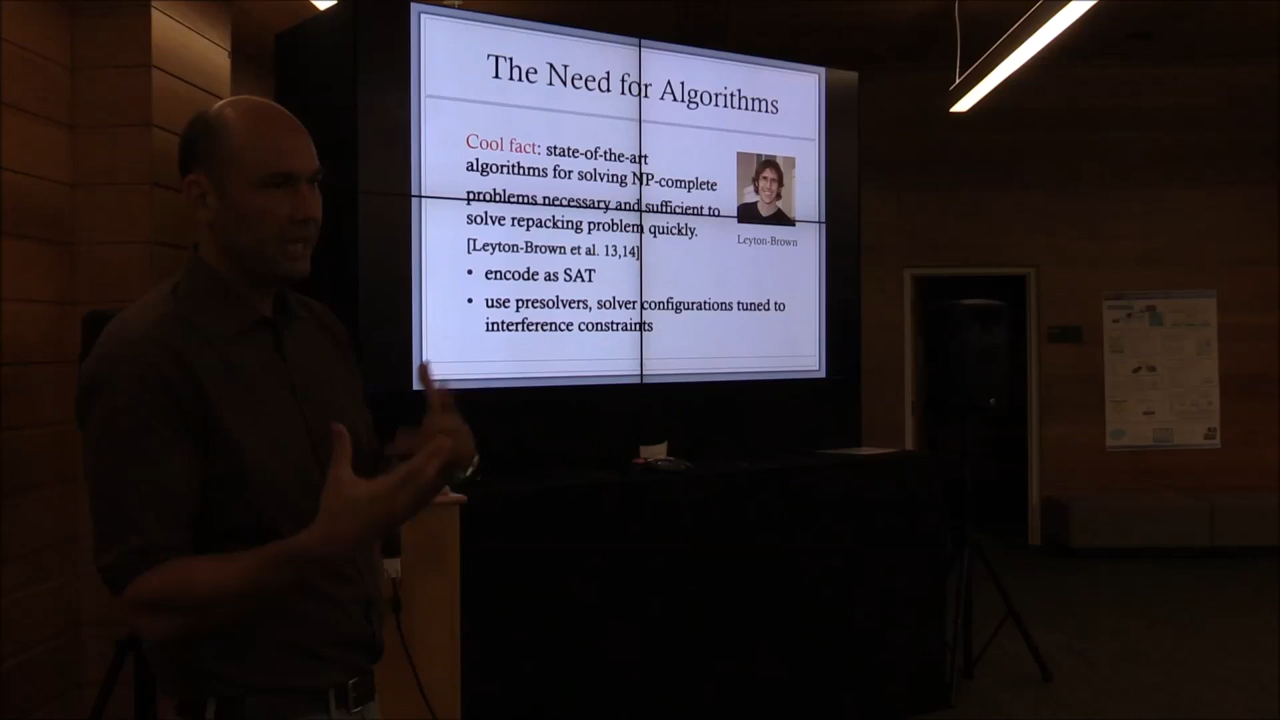 The Need for Algorithms
Cool fact: state-of-the-art
algorithms for solving NP-complete
problems necessary and sufficient to
solve repacking problem quickly.
[Leyton-Brown et al. 13,14]
• encode as SAT
• use presolvers, solver configurations tuned to
interference constraints
Leyton-Brown